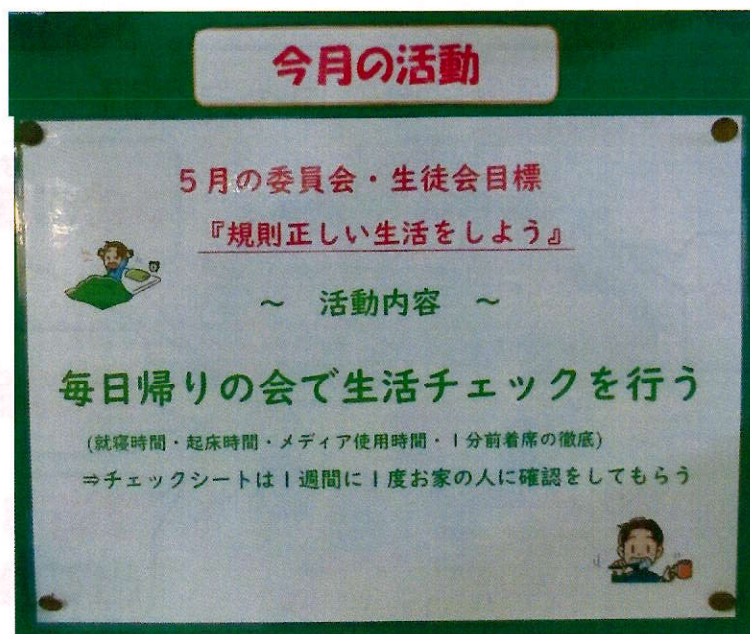 今月の活動
5月の委員会・生徒会目標
『規則正しい生活をしよう』
～ 活動内容 ～
毎日帰りの会で生活チェックを行う
(就寝時間・起床時間・メディア使用時間・1分前着席の徹底)
⇒チェックシートは1週間に1度お家の人に確認をしてもらう